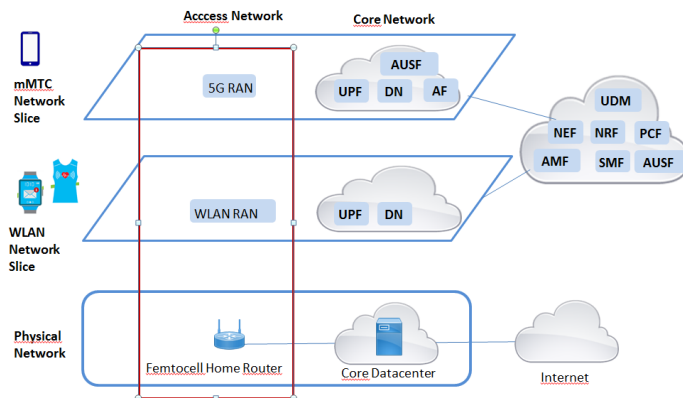 Acccess Network
Core Network
mMTC
Network
Slice
5G RAN
AUSF
UPF
DN
AF
UDM
NEF
NRF
PCF
AMF
SMF
AUSF
WLAN
Network
Slice
WLAN RAN
UPF
DN
Physical
Network
Femtocell Home Router
Core Datacenter
Internet